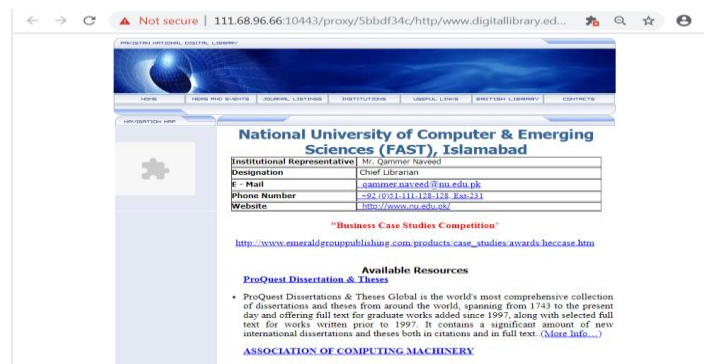 Not secure | 111.68.96.66:10443/proxy/5bbdf34c/http/www.digitallibrary.ed...
PAKISTAN NATIONAL DIGITAL LIBRARY
HOME NEWS AND EVENTS JOURNAL LISTINGS INSTITUTIONS USEFUL LINKS BRITISH LIBRARY CONTACTS
NAVIGATION MAP
National University of Computer & Emerging
Sciences (FAST), Islamabad
Institutional Representative Mr. Qammer Naveed
Designation Chief Librarian
E - Mail qammer.naveed@nu.edu.pk
Phone Number +92 (0)51-111-128-128, Ext-231
Website http://www.nu.edu.pk/
"Business Case Studies Competition"
http://www.emeraldgrouppublishing.com/products/case_studies/awards/heccase.htm
Available Resources
ProQuest Dissertation & Theses
• ProQuest Dissertations & Theses Global is the world's most comprehensive collection
of dissertations and theses from around the world, spanning from 1743 to the present
day and offering full text for graduate works added since 1997, along with selected full
text for works written prior to 1997. It contains a significant amount of new
international dissertations and theses both in citations and in full text..(More Info...)
ASSOCIATION OF COMPUTING MACHINERY